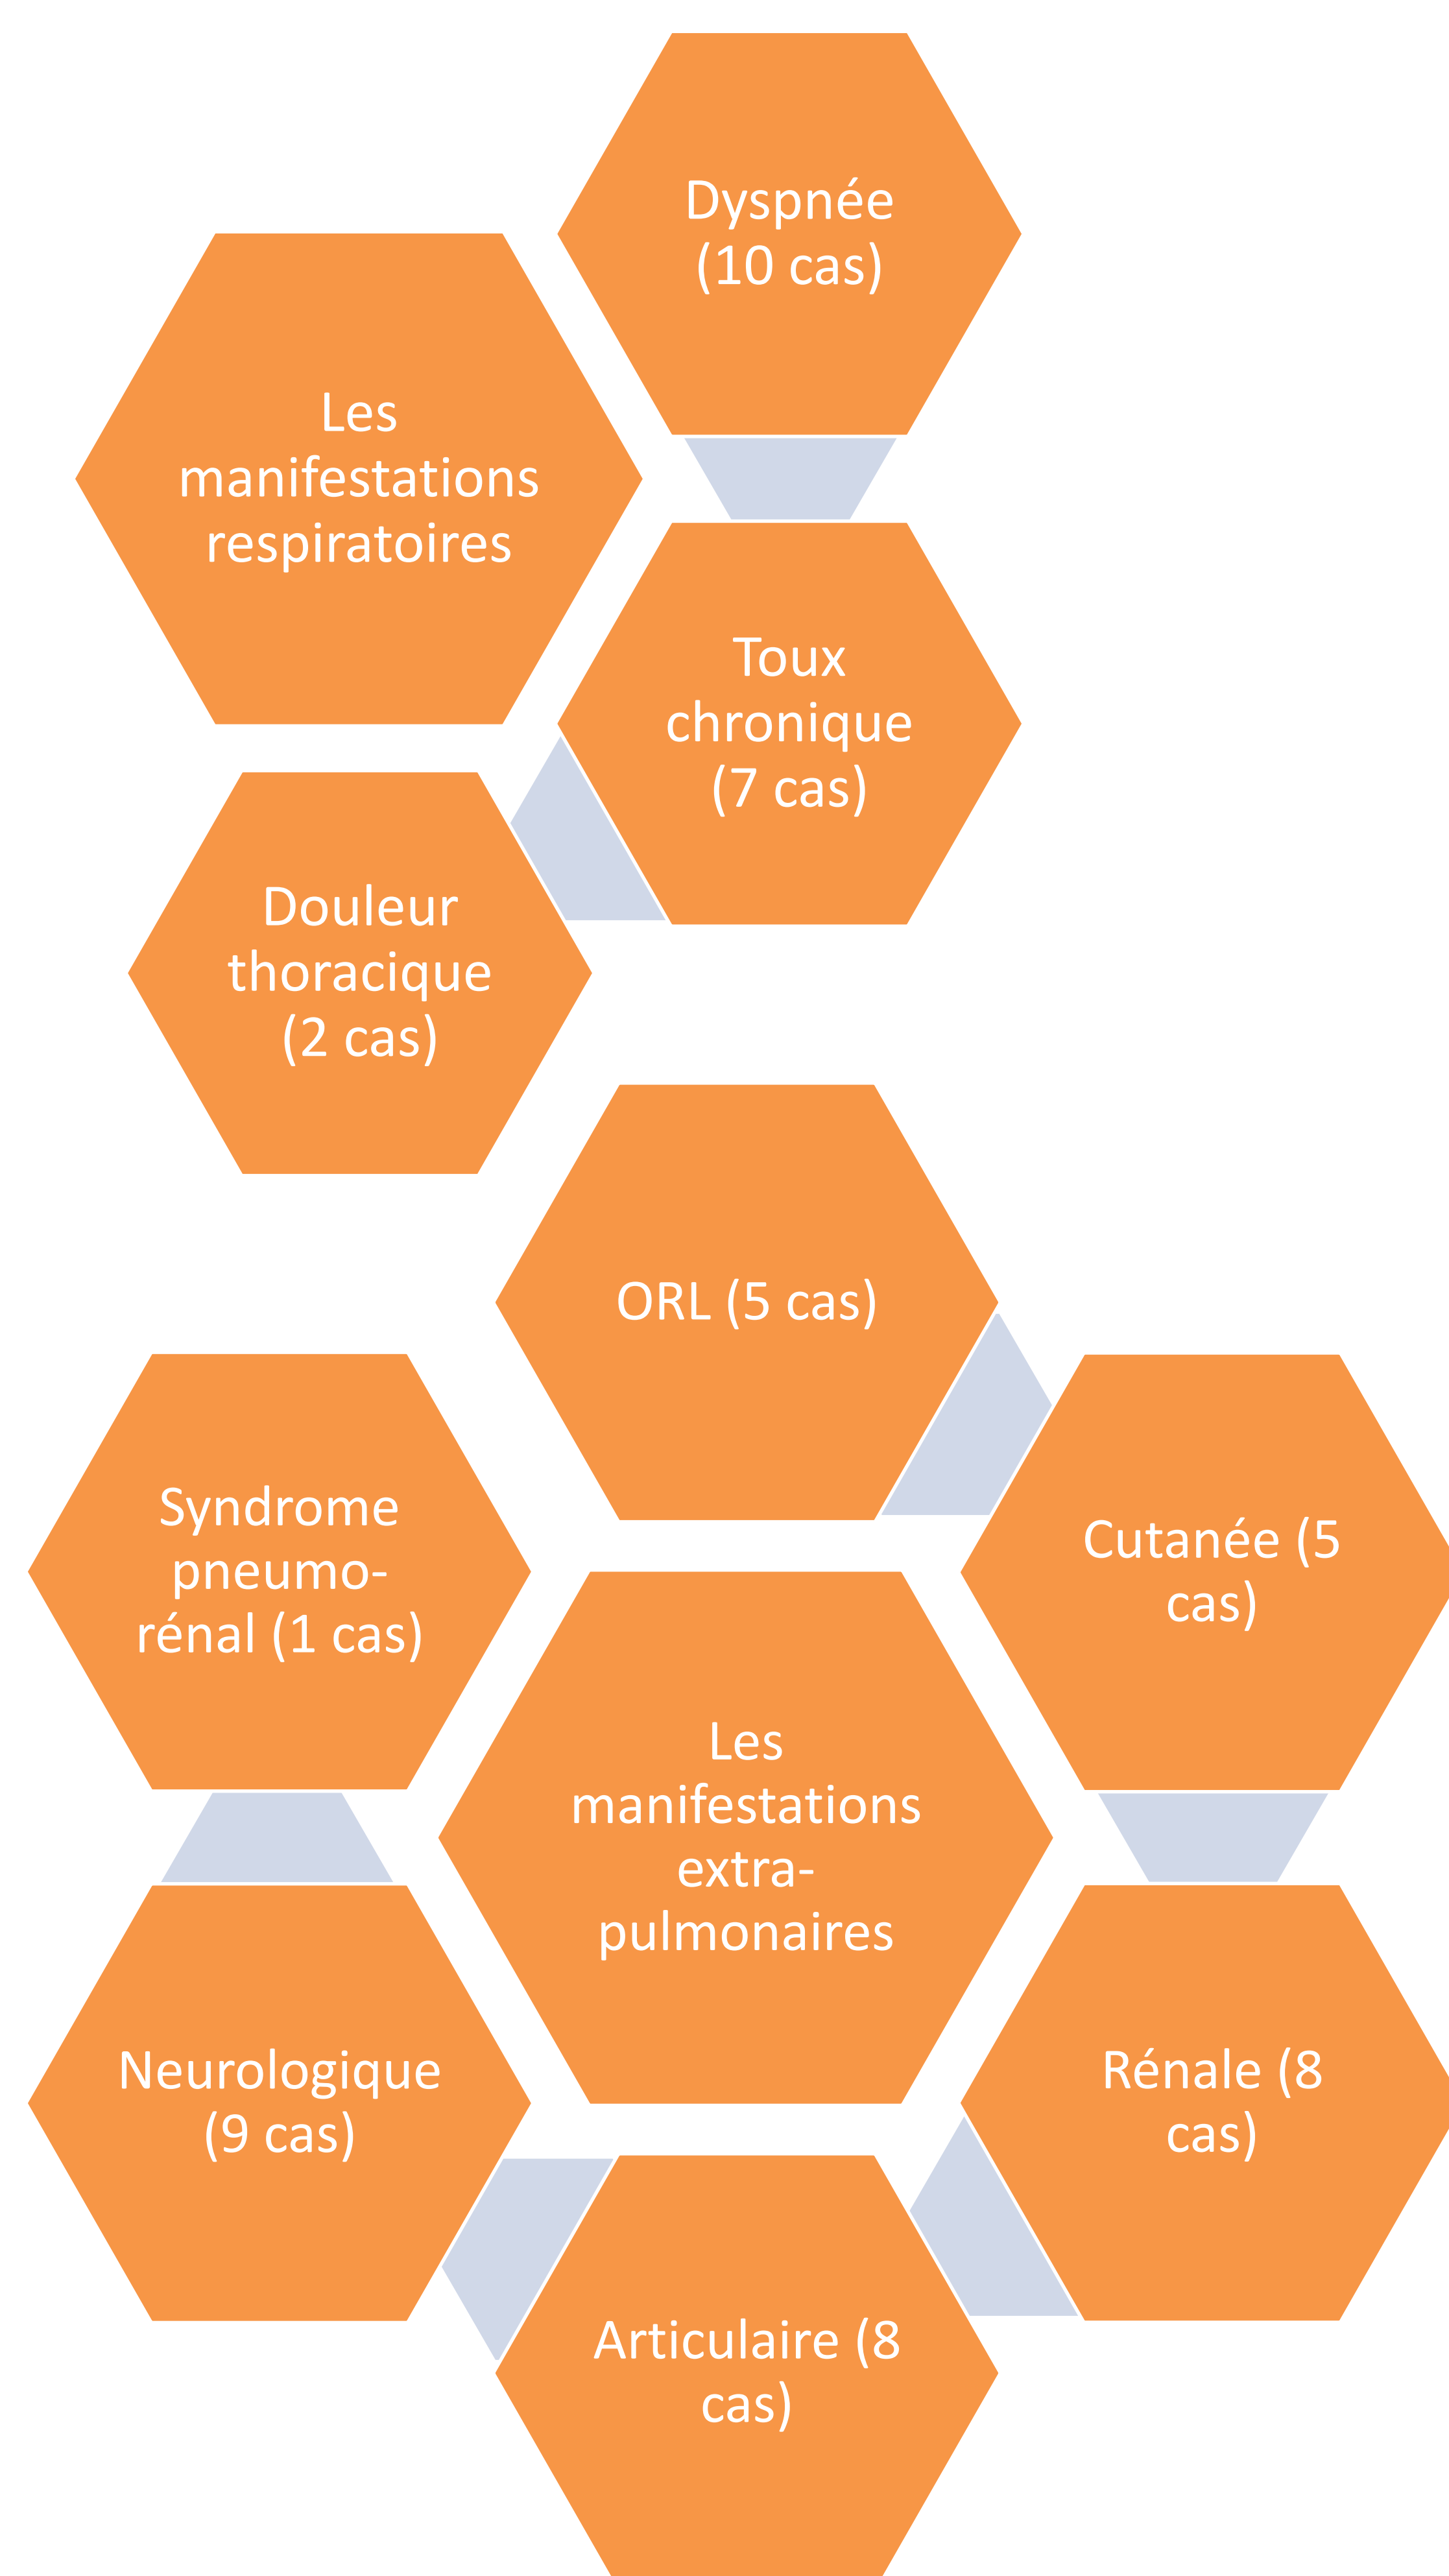 Dyspnée
(10 cas)
Les
manifestations
respiratoires
Toux
chronique
(7 cas)
Douleur
thoracique
(2 cas)
ORL (5 cas)
Syndrome
pneumo-
rénal (1 cas)
Cutanée (5
cas)
Les
manifestations
extra-
pulmonaires
Neurologique
(9 cas)
Rénale (8
cas)
Articulaire (8
cas)